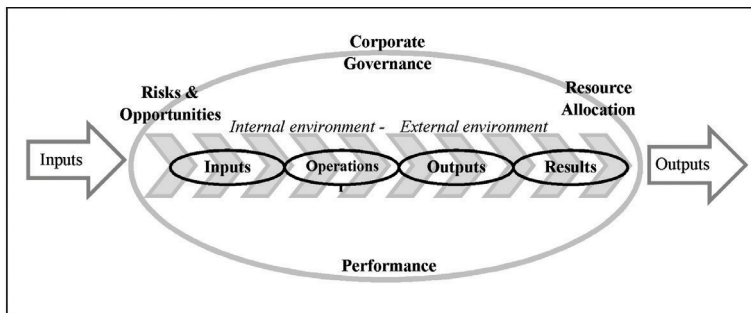 Corporate
Governance
Risks &
Opportunities
Resource
Allocation
Internal environment - External environment
Inputs
Inputs
Operations
Outputs
Results
Outputs
Performance